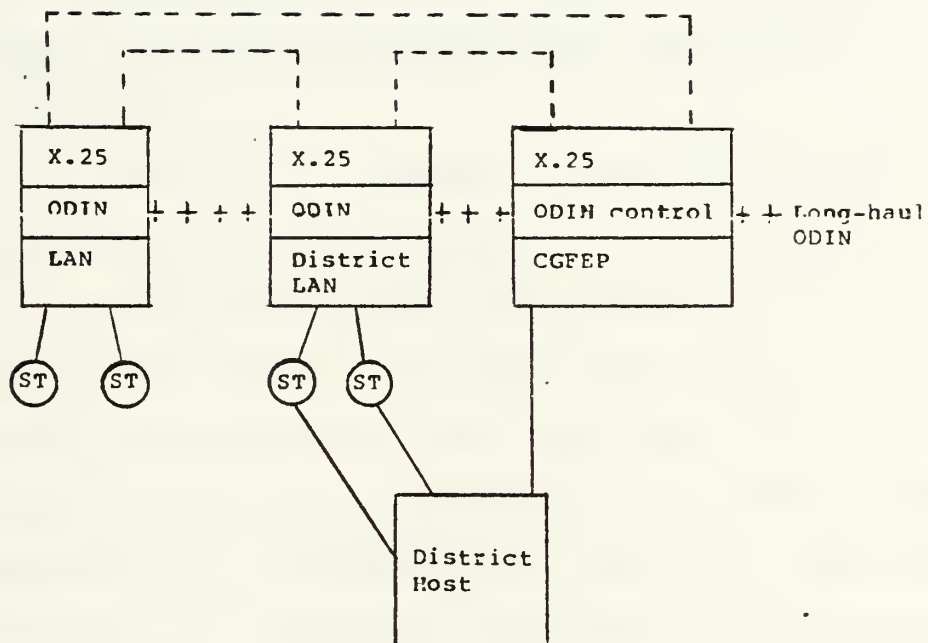 X.25
X.25
X.25
ODIN
ODIN
ODIN control
Long-haul
ODIN
LAN
District
LAN
CGFEP
ST
ST
ST
ST
District
Host